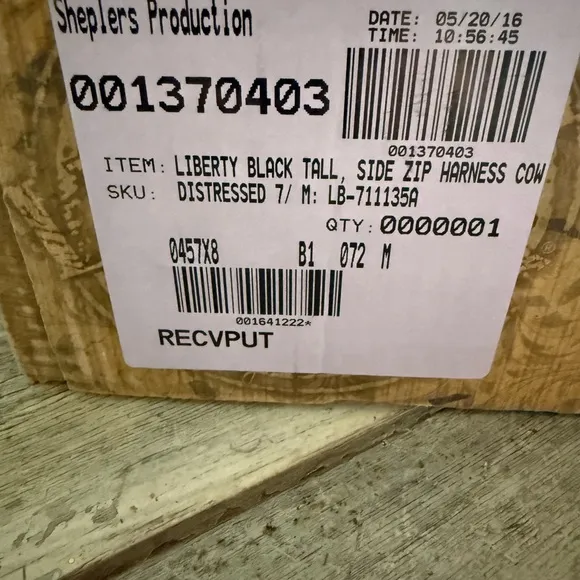 Sheplers Production
DATE: 05/20/16
TIME: 10:56:45
001370403
001370403
ITEM: LIBERTY BLACK TALL, SIDE ZIP HARNESS COW
SKU: DISTRESSED 7/ M: LB-711135A
QTY: 0000001
0457X8 B1 072 M
001641222*
RECVPUT